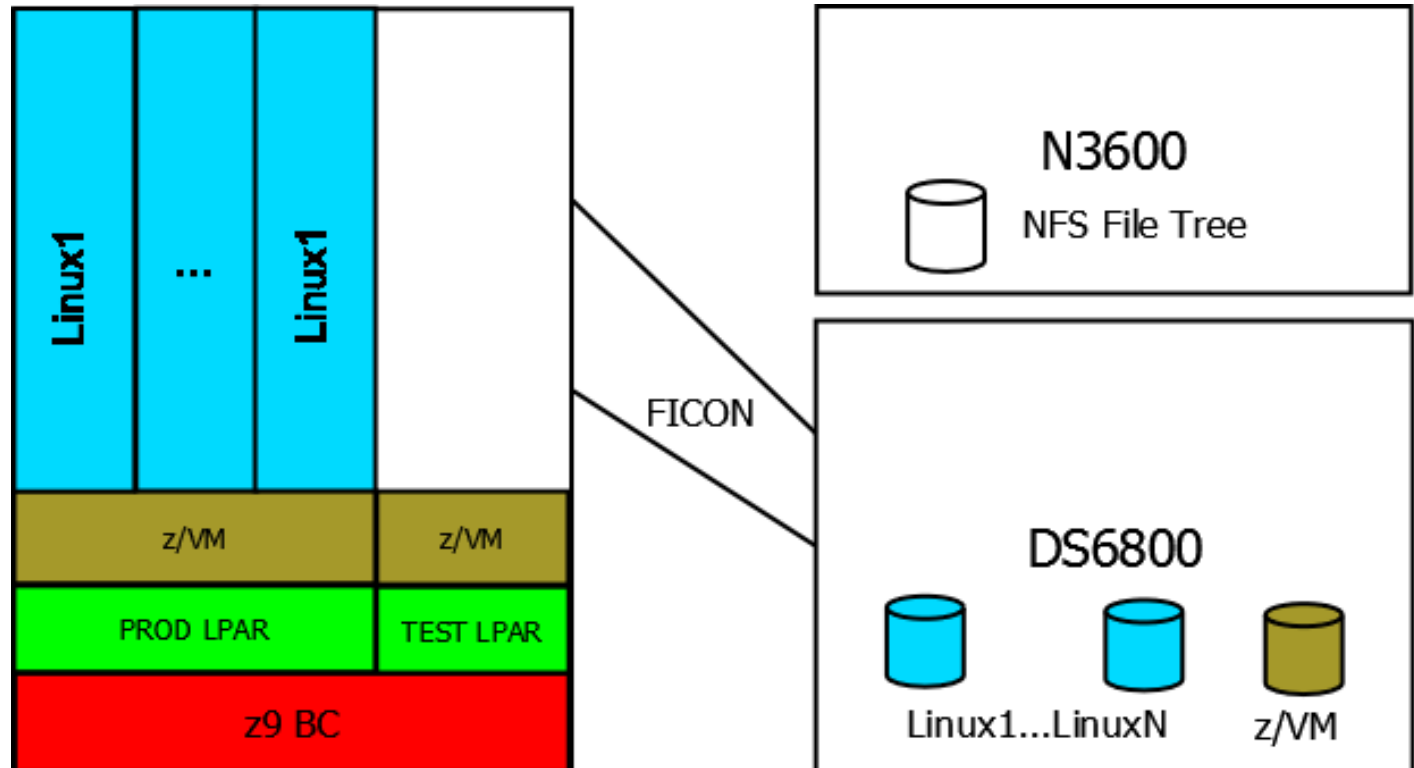 Linux1
...
Linux1
z/VM
z/VM
PROD LPAR
TEST LPAR
z9 BC
FICON
N3600
NFS File Tree
DS6800
Linux1...LinuxN
z/VM